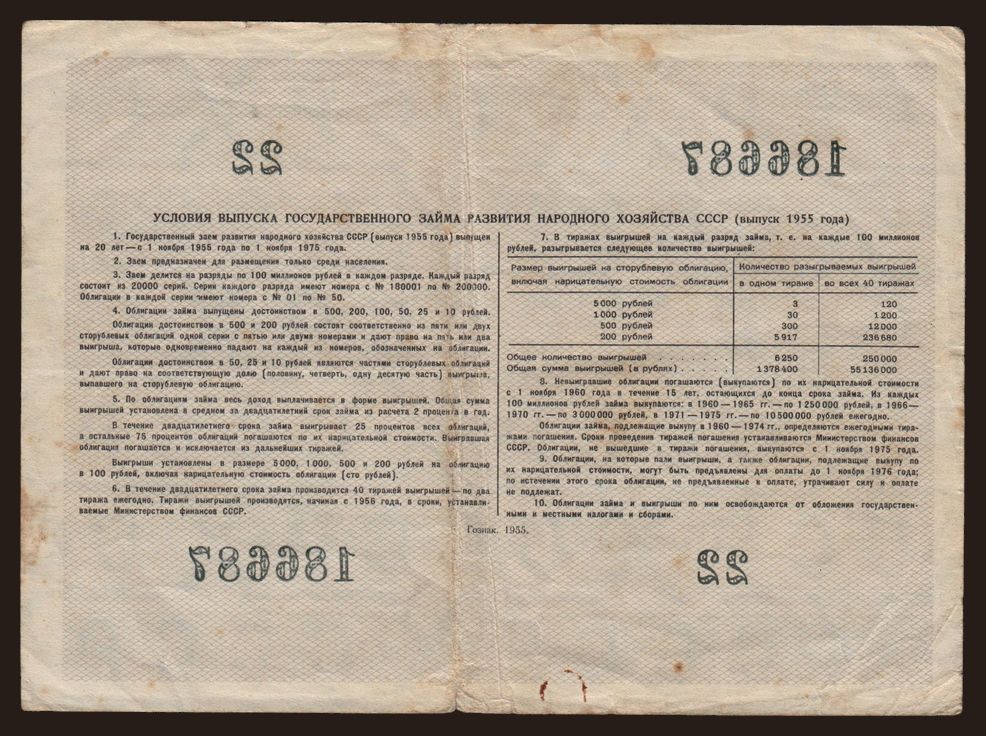 22 186687
УСЛОВИЯ ВЫПУСКА ГОСУДАРСТВЕННОГО ЗАЙМА РАЗВИТИЯ НАРОДНОГО ХОЗЯЙСТВА СССР (выпуск 1955 года)
1. Государственный заем развития народного хозяйства СССР (выпуск 1955 года) выпущен
на 20 лет — с 1 ноября 1955 года по 1 ноября 1975 года.
2. Заем предназначен для размещения только среди населения.
3. Заем делится на разряды по 100 миллионов рублей в каждом разряде. Каждый разряд
состоит из 20000 серий. Серии каждого разряда имеют номера с № 180001 по № 200000.
Облигации в каждой серии имеют номера с № 01 по № 50.
4. Облигации займа выпущены достоинством в 500, 200, 100, 50, 25 и 10 рублей.
Облигации достоинством в 500 и 200 рублей состоят соответственно из пяти или двух
сторублевых облигаций одной серии с пятью или двумя номерами и дают право на пять или два
выигрыша, которые одновременно падают на каждый из номеров, обозначенных на облигации.
Облигации достоинством в 50, 25 и 10 рублей являются частями сторублевых облигаций
и дают право на соответствующую долю (половину, четверть, одну десятую часть) выигрыша,
выпавшего на сторублевую облигацию.
5. По облигациям займа весь доход выплачивается в форме выигрышей. Общая сумма
выигрышей установлена в среднем за двадцатилетний срок займа из расчета 2 процента в год.
В течение двадцатилетнего срока займа выигрывает 25 процентов всех облигаций,
а остальные 75 процентов облигаций погашаются по их нарицательной стоимости. Выигравшая
облигация погашается и исключается из дальнейших тиражей.
Выигрыши установлены в размере 5000, 1000, 500 и 200 рублей на облигацию
в 100 рублей, включая нарицательную стоимость облигации (сто рублей).
6. В течение двадцатилетнего срока займа производится 40 тиражей выигрышей — по два
тиража ежегодно. Тиражи выигрышей производятся, начиная с 1956 года, в сроки, устанавли-
ваемые Министерством финансов СССР.
7. В тиражах выигрышей на каждый разряд займа, т. е. на каждые 100 миллионов
рублей, разыгрывается следующее количество выигрышей:
Размер выигрышей на сторублевую облигацию, включая нарицательную стоимость облигации
Количество разыгрываемых выигрышей
в одном тираже во всех 40 тиражах
5 000 рублей 3 120
1 000 рублей 30 1 200
500 рублей 300 12 000
200 рублей 5 917 236 680
Общее количество выигрышей . . . . . . . . . 6 250 250 000
Общая сумма выигрышей (в рублях) . . . . . . 1 378 400 55 136 000
8. Невыигравшие облигации погашаются (выкупаются) по их нарицательной стоимости
с 1 ноября 1960 года в течение 15 лет, остающихся до конца срока займа. Из каждых
100 миллионов рублей займа выкупаются: в 1960 — 1965 гг. — по 1 250 000 рублей, в 1966 —
1970 гг. — по 3 000 000 рублей, в 1971 — 1975 гг. — по 10 500 000 рублей ежегодно.
Облигации займа, подлежащие выкупу в 1960 — 1974 гг., определяются ежегодными тира-
жами погашения. Сроки проведения тиражей погашения устанавливаются Министерством финансов
СССР. Облигации, не вышедшие в тиражи погашения, выкупаются с 1 ноября 1975 года.
9. Облигации, на которые пали выигрыши, а также облигации, подлежащие выкупу по
их нарицательной стоимости, могут быть предъявлены для оплаты до 1 ноября 1976 года;
по истечении этого срока облигации, не предъявленные к оплате, утрачивают силу и оплате
не подлежат.
10. Облигации займа и выигрыши по ним освобождаются от обложения государствен-
ными и местными налогами и сборами.
Гознак. 1955.
186687 22